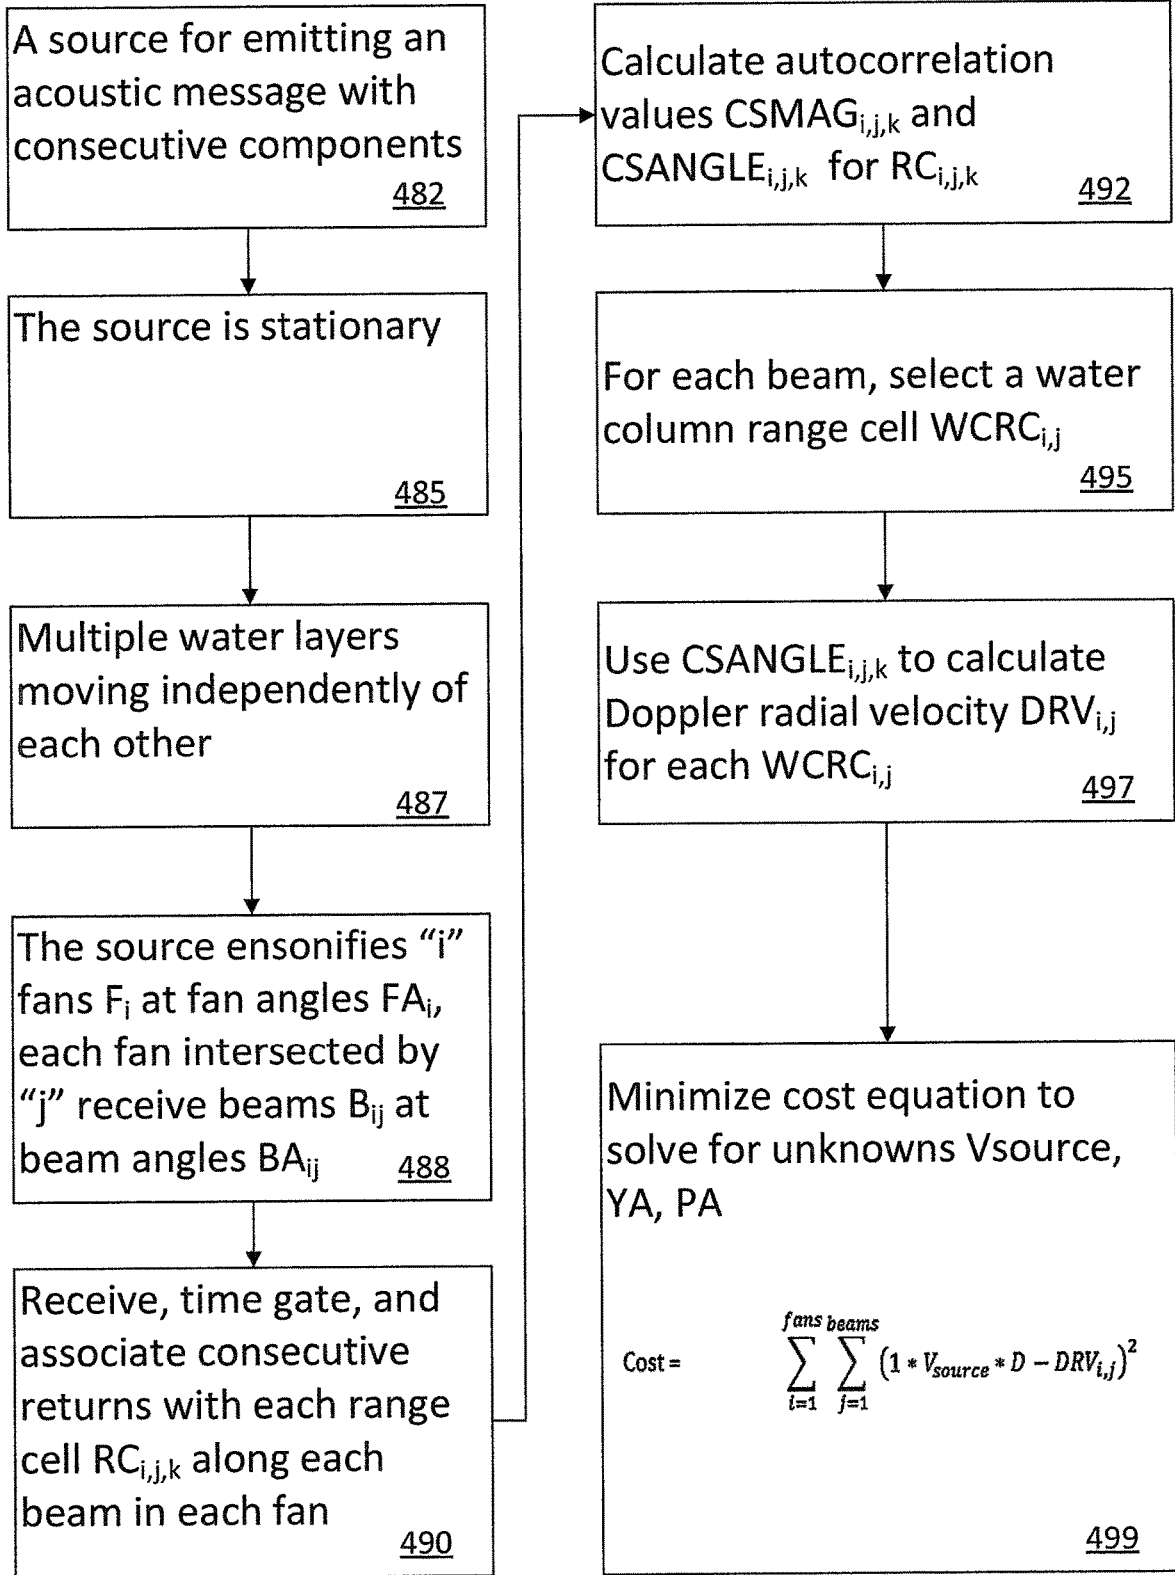 A source for emitting an
acoustic message with
consecutive components
482
The source is stationary
485
Multiple water layers
moving independently of
each other
487
The source ensonifies “i”
fans Fi at fan angles FAi,
each fan intersected by
“j” receive beams Bij at
beam angles BAij
488
Receive, time gate, and
associate consecutive
returns with each range
cell RCi,j,k along each
beam in each fan
490
Calculate autocorrelation
values CSMAGi,j,k and
CSANGLEi,j,k for RCi,j,k
492
For each beam, select a water
column range cell WCRCi,j
495
Use CSANGLEi,j,k to calculate
Doppler radial velocity DRVi,j
for each WCRCi,j
497
Minimize cost equation to
solve for unknowns Vsource,
YA, PA
Cost = ∑_{i=1}^{fans} ∑_{j=1}^{beams} (1 * V_{source} * D − DRV_{i,j})^2
499